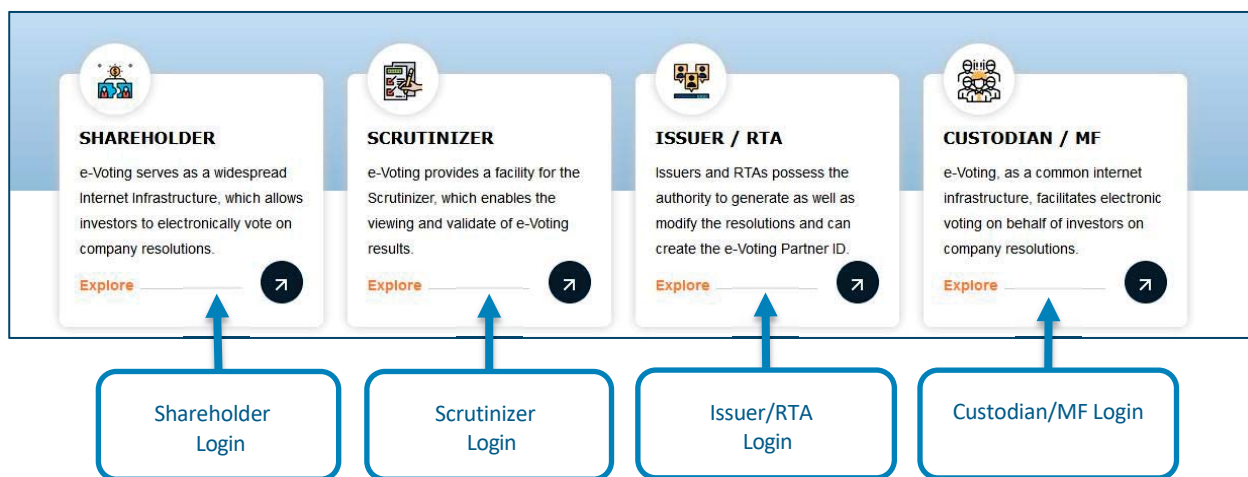 SHAREHOLDER
e-Voting serves as a widespread
Internet Infrastructure, which allows
investors to electronically vote on
company resolutions.
Explore
SCRUTINIZER
e-Voting provides a facility for the
Scrutinizer, which enables the
viewing and validate of e-Voting
results.
Explore
ISSUER / RTA
Issuers and RTAs possess the
authority to generate as well as
modify the resolutions and can
create the e-Voting Partner ID.
Explore
CUSTODIAN / MF
e-Voting, as a common internet
infrastructure, facilitates electronic
voting on behalf of investors on
company resolutions.
Explore
Shareholder
Login
Scrutinizer
Login
Issuer/RTA
Login
Custodian/MF Login